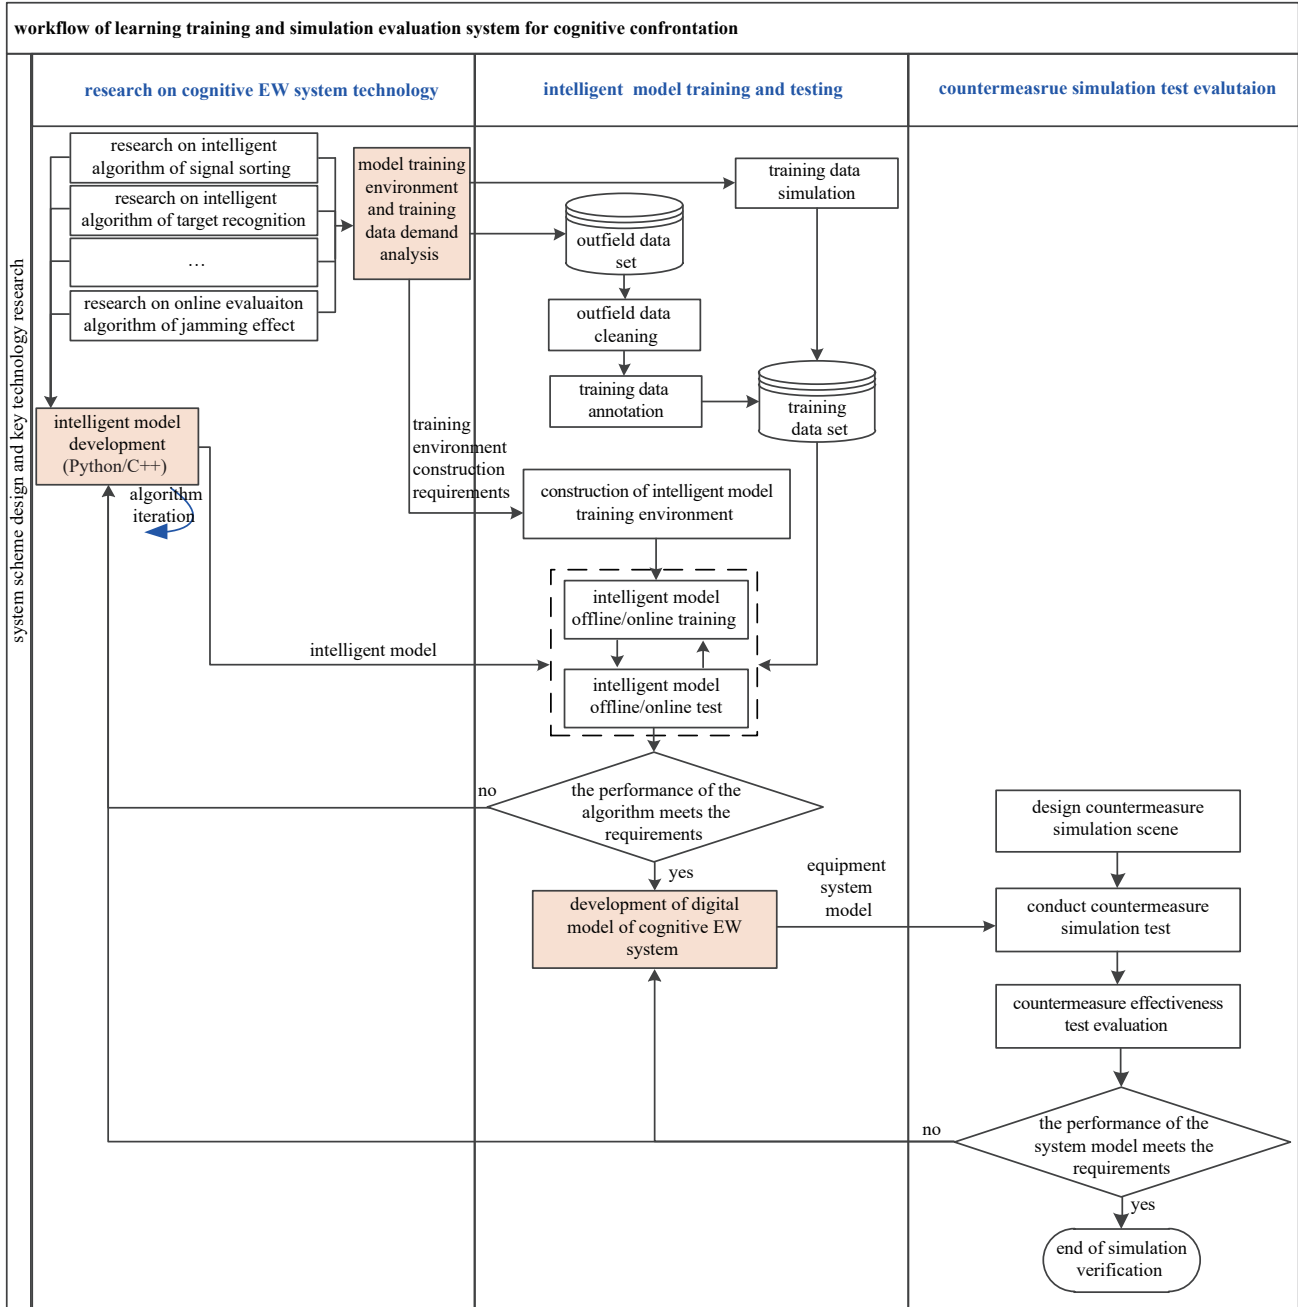 workflow of learning training and simulation evaluation system for cognitive confrontation
system scheme design and key technology research
research on cognitive EW system technology
intelligent model training and testing
countermeasrue simulation test evalutaion
research on intelligent
algorithm of signal sorting
research on intelligent
algorithm of target recognition
…
research on online evaluaiton
algorithm of jamming effect
model training
environment
and training
data demand
analysis
training data
simulation
outfield data
set
outfield data
cleaning
training data
annotation
training
data set
intelligent model
development
(Python/C++)
algorithm
iteration
training
environment
construction
requirements
construction of intelligent model
training environment
intelligent model
offline/online training
intelligent model
intelligent model
offline/online test
no
the performance of the
algorithm meets the
requirements
yes
development of digital
model of cognitive EW
system
equipment
system
model
design countermeasure
simulation scene
conduct countermeasure
simulation test
countermeasure effectiveness
test evaluation
no
the performance of the
system model meets the
requirements
yes
end of simulation
verification